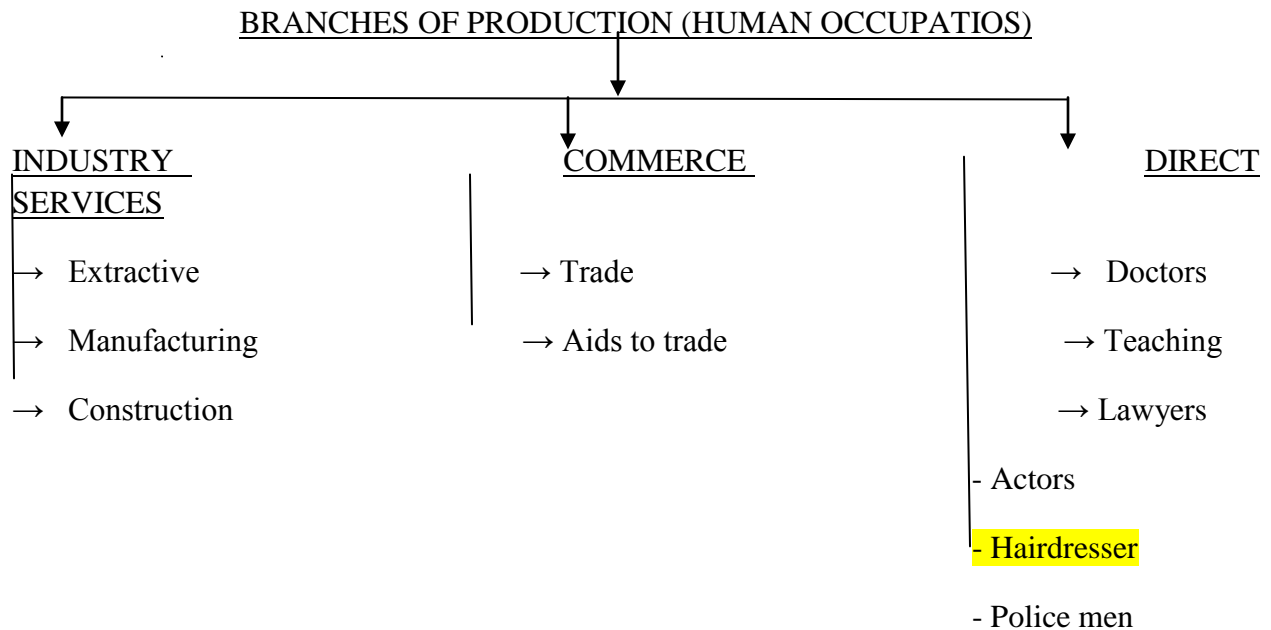 BRANCHES OF PRODUCTION (HUMAN OCCUPATIOS)
INDUSTRY COMMERCE DIRECT
SERVICES
→ Extractive → Trade → Doctors
→ Manufacturing → Aids to trade → Teaching
→ Construction → Lawyers
- Actors
- Hairdresser
- Police men